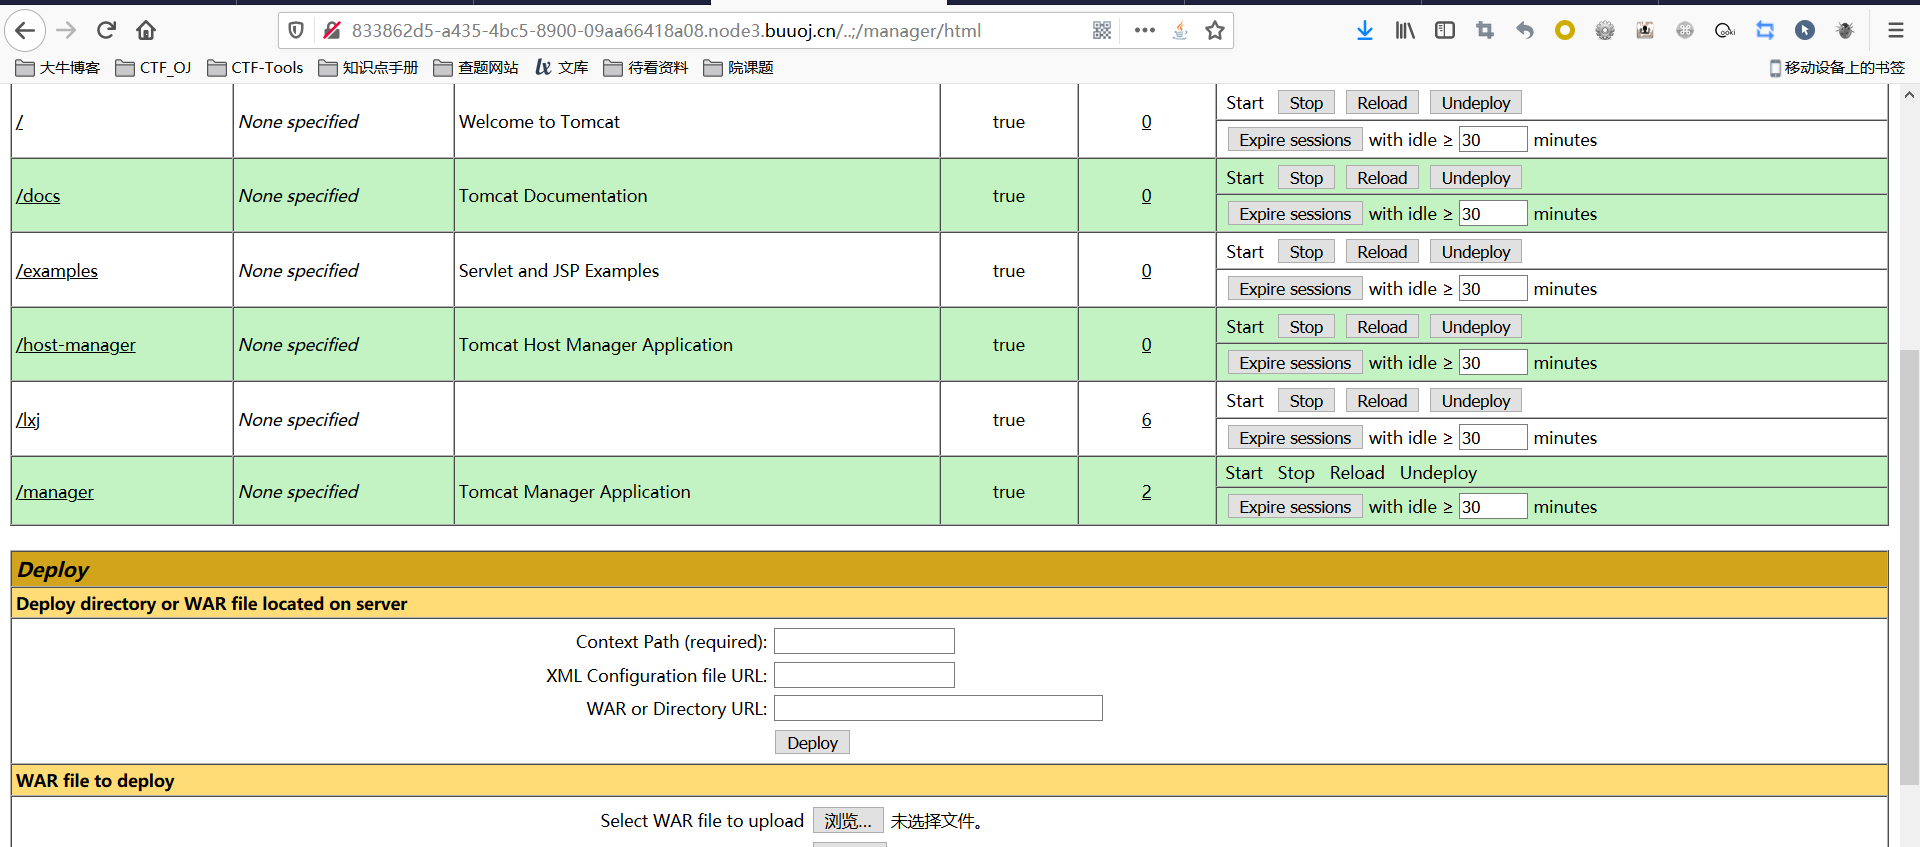 833862d5-a435-4bc5-8900-09aa66418a08.node3.buuoj.cn/..;/manager/html
大牛博客 CTF_OJ CTF-Tools 知识点手册 查题网站 lx 文库 待看资料 院课题 移动设备上的书签
/ None specified Welcome to Tomcat true 0 Start Stop Reload Undeploy
Expire sessions with idle ≥ 30 minutes
/docs None specified Tomcat Documentation true 0 Start Stop Reload Undeploy
Expire sessions with idle ≥ 30 minutes
/examples None specified Servlet and JSP Examples true 0 Start Stop Reload Undeploy
Expire sessions with idle ≥ 30 minutes
/host-manager None specified Tomcat Host Manager Application true 0 Start Stop Reload Undeploy
Expire sessions with idle ≥ 30 minutes
/lxj None specified true 6 Start Stop Reload Undeploy
Expire sessions with idle ≥ 30 minutes
/manager None specified Tomcat Manager Application true 2 Start Stop Reload Undeploy
Expire sessions with idle ≥ 30 minutes
Deploy
Deploy directory or WAR file located on server
Context Path (required):
XML Configuration file URL:
WAR or Directory URL:
Deploy
WAR file to deploy
Select WAR file to upload 浏览... 未选择文件。